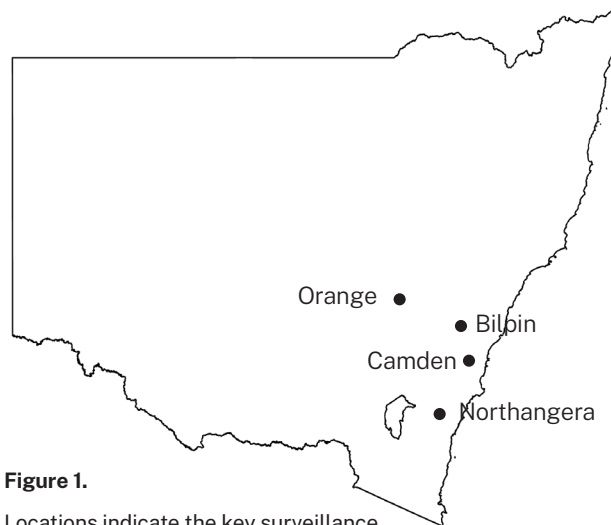 Orange
Bilpin
Camden
Northangera
Figure 1.
Locations indicate the key surveillance